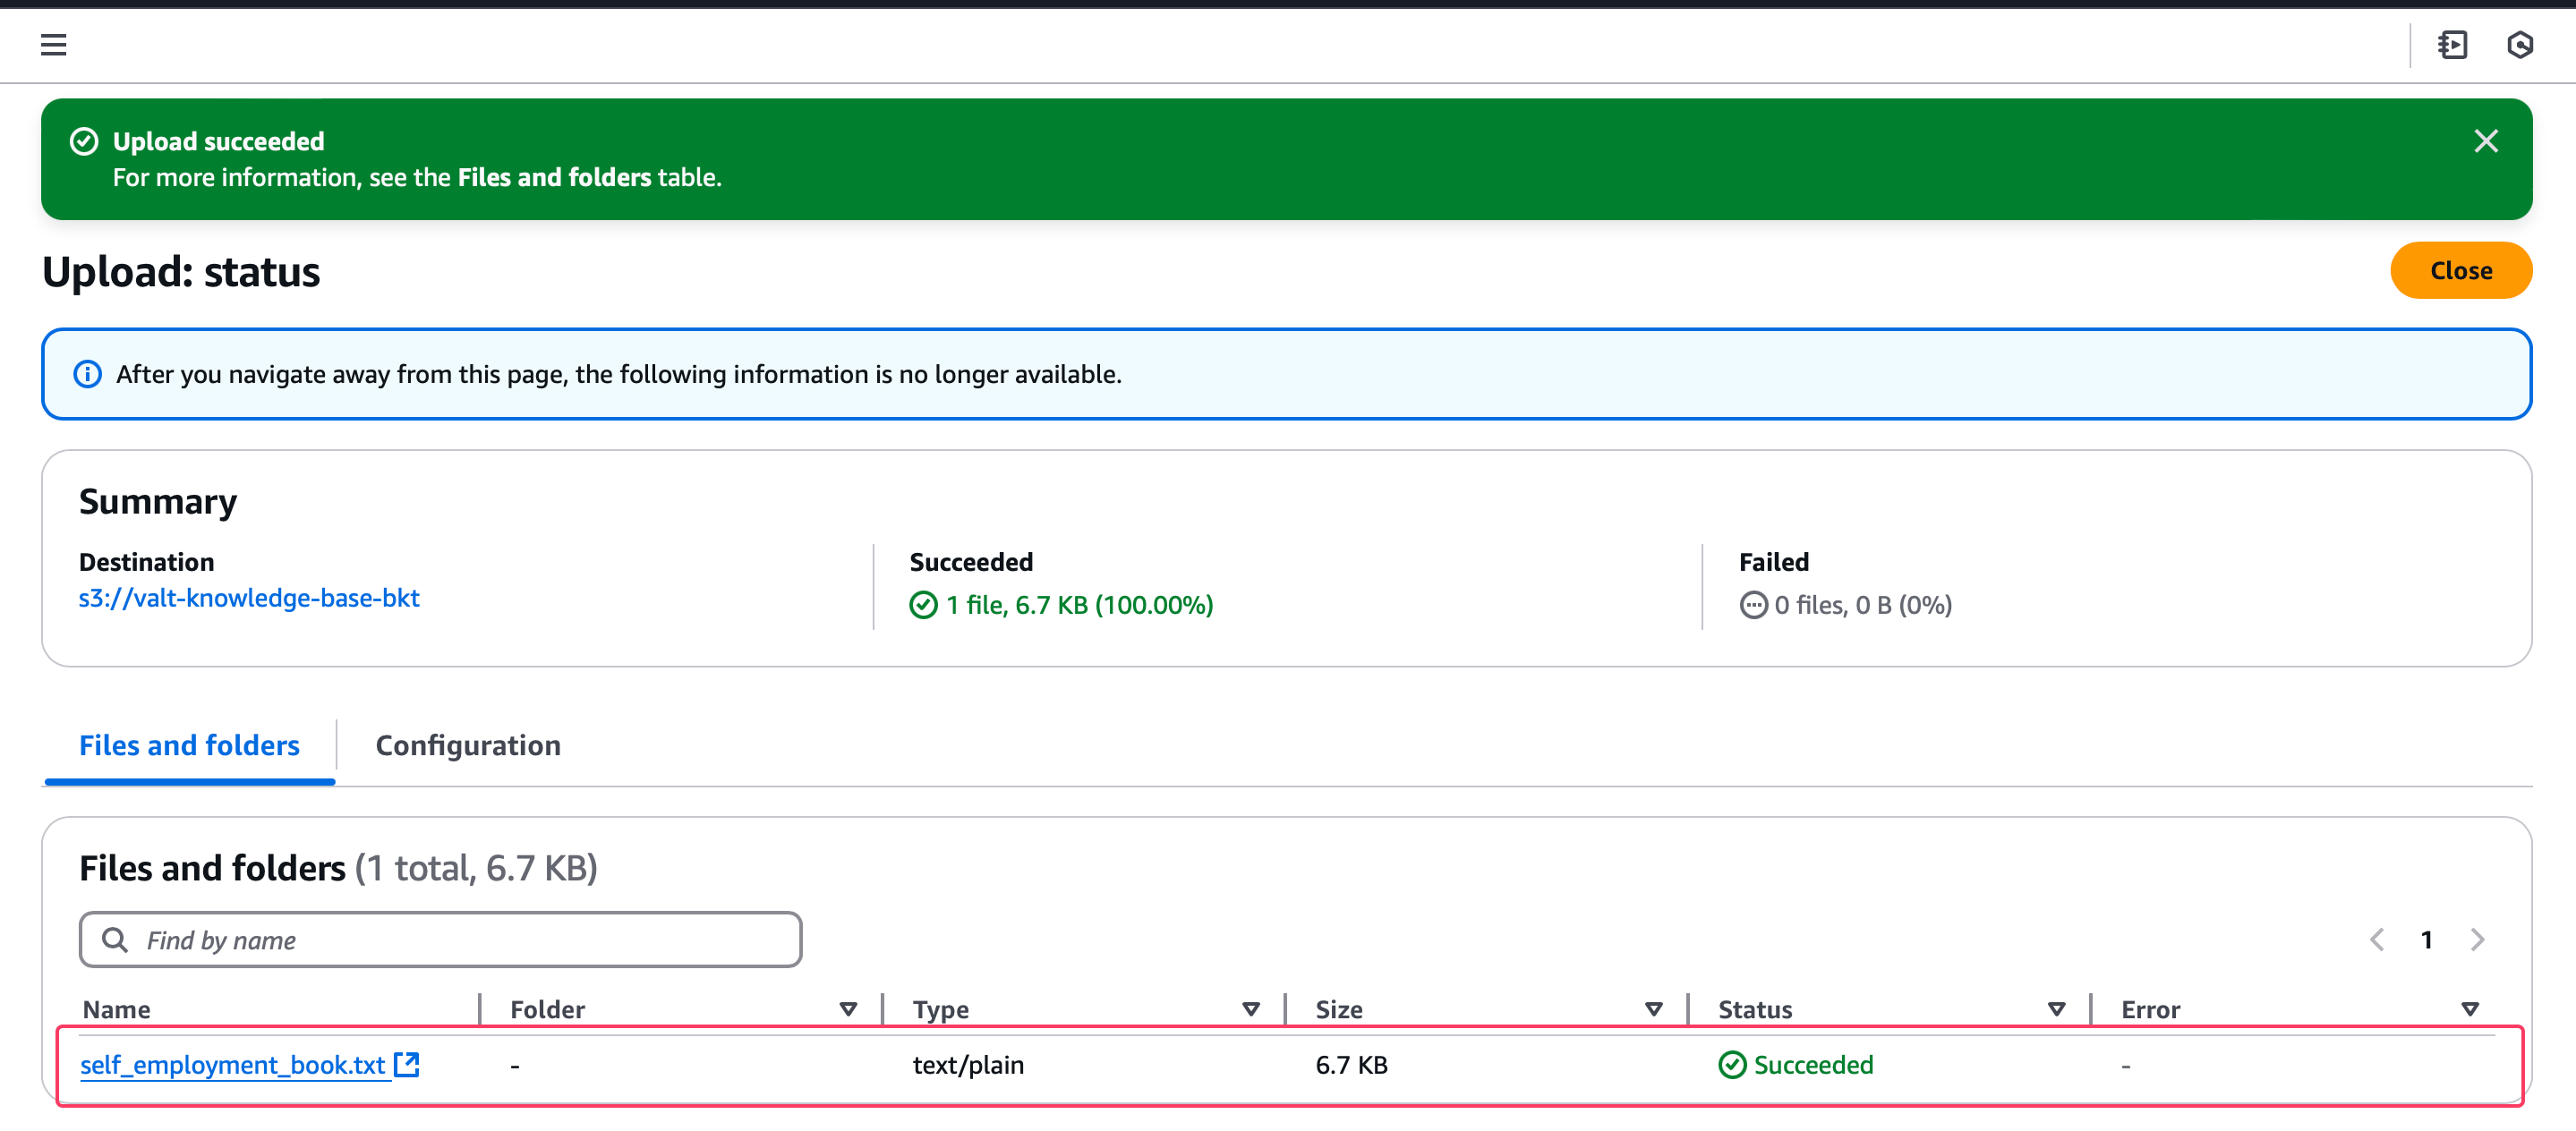 Upload succeeded
For more information, see the Files and folders table.
Upload: status
Close
After you navigate away from this page, the following information is no longer available.
Summary
Destination
s3://valt-knowledge-base-bkt
Succeeded
1 file, 6.7 KB (100.00%)
Failed
0 files, 0 B (0%)
Files and folders
Configuration
Files and folders (1 total, 6.7 KB)
Find by name
1
Name Folder Type Size Status Error
self_employment_book.txt - text/plain 6.7 KB Succeeded -